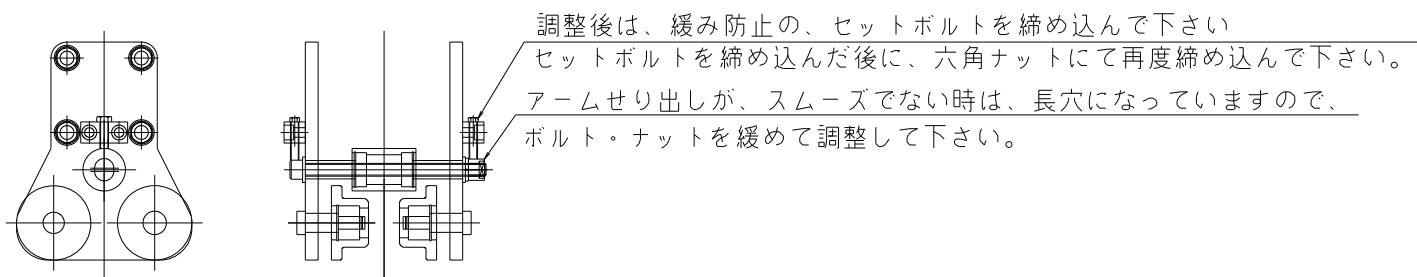 調整後は、緩み防止の、セットボルトを締め込んで下さい
セットボルトを締め込んだ後に、六角ナットにて再度締め込んで下さい。
アームせり出しが、スムーズでない時は、長穴になっていますので、
ボルト・ナットを緩めて調整して下さい。